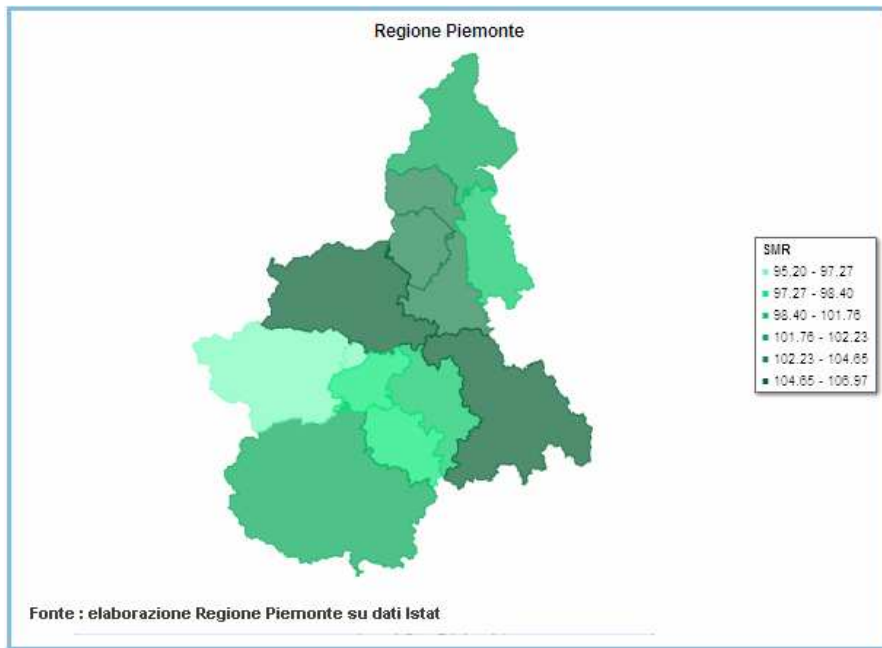 Regione Piemonte
SMR
95.20 - 97.27
97.27 - 98.40
98.40 - 101.76
101.76 - 102.23
102.23 - 104.65
104.65 - 106.97
Fonte : elaborazione Regione Piemonte su dati Istat